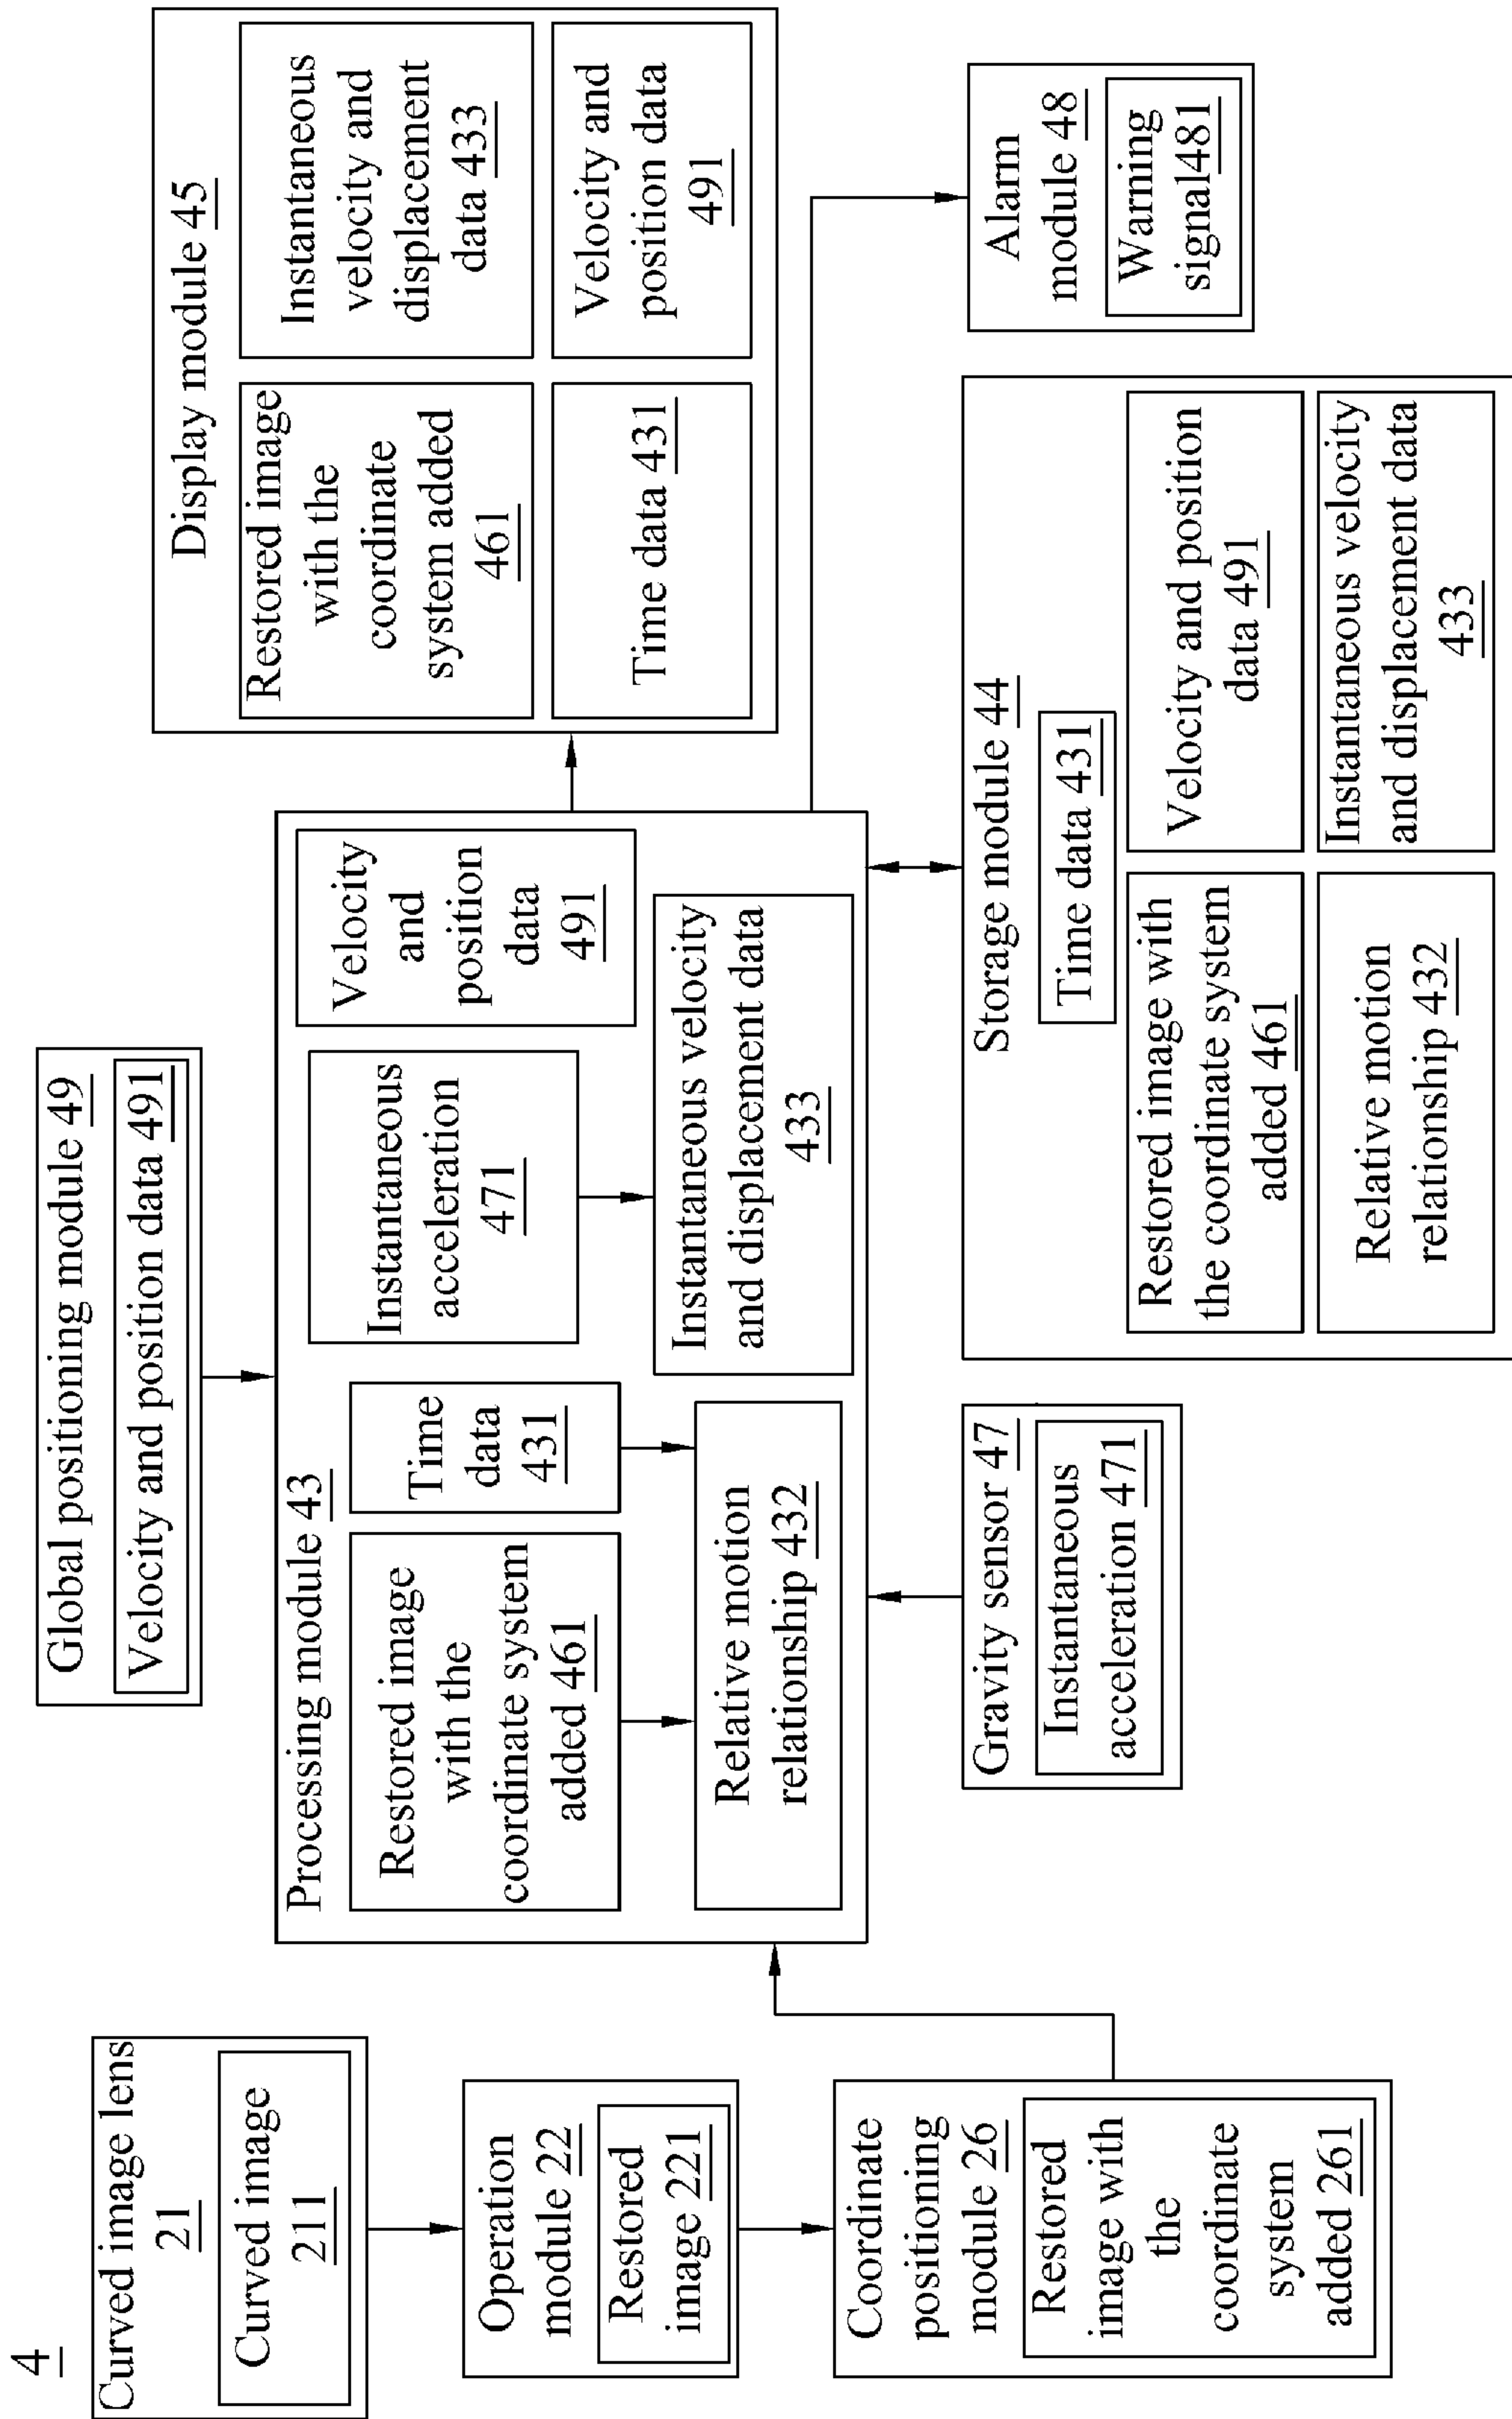 4
Curved image lens
21
Curved image
211
Operation
module 22
Restored
image 221
Coordinate
positioning
module 26
Restored
image with
the
coordinate
system
added 261
Global positioning module 49
Velocity and position data 491
Processing module 43
Restored image
with the
coordinate system
added 461
Time
data
431
Instantaneous
acceleration
471
Velocity
and
position
data
491
Relative motion
relationship 432
Instantaneous velocity
and displacement data
433
Gravity sensor 47
Instantaneous
acceleration 471
Display module 45
Restored image
with the
coordinate
system added
461
Instantaneous
velocity and
displacement
data 433
Time data 431
Velocity and
position data
491
Storage module 44
Time data 431
Restored image with
the coordinate system
added 461
Velocity and position
data 491
Relative motion
relationship 432
Instantaneous velocity
and displacement data
433
Alarm
module 48
Warning
signal481